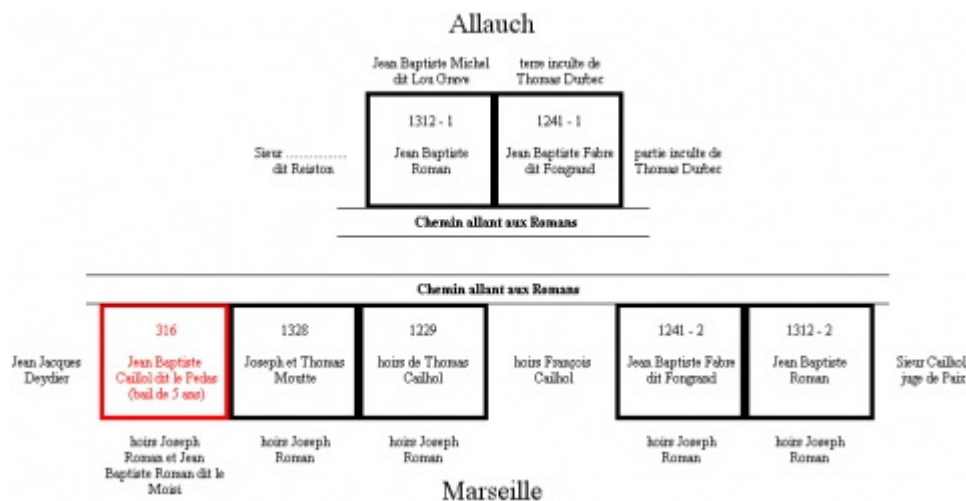 Allauch
Jean Baptiste Michel
dit Lou Grave
terre inculte de
Thomas Durbec
1312 - 1
Jean Baptiste
Roman
1241 - 1
Jean Baptiste Fabre
dit Fongrand
Sieur ..............
dit Reiston
partie inculte de
Thomas Durbec
Chemin allant aux Romans
Chemin allant aux Romans
Jean Jacques
Deydier
316
Jean Baptiste
Caillol dit le Pedas
(bail de 5 ans)
1328
Joseph et Thomas
Moutte
1229
hoirs de Thomas
Cailhol
hoirs François
Cailhol
1241 - 2
Jean Baptiste Fabre
dit Fongrand
1312 - 2
Jean Baptiste
Roman
Sieur Cailhol
juge de Paix
hoirs Joseph
Roman et Jean
Baptiste Roman dit le
Moisi
hoirs Joseph
Roman
hoirs Joseph
Roman
hoirs Joseph
Roman
hoirs Joseph
Roman
Marseille